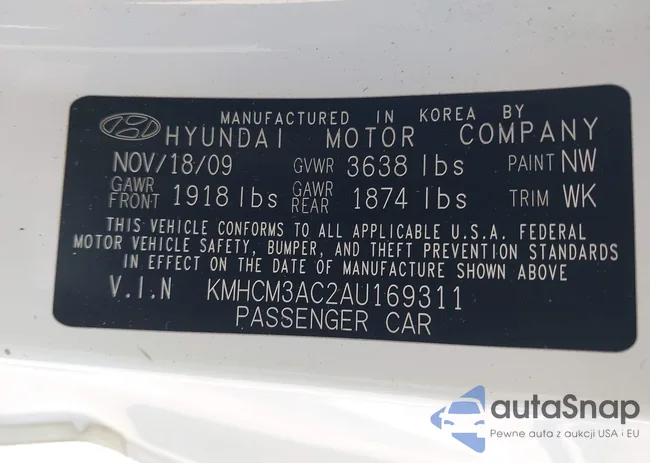 MANUFACTURED IN KOREA BY
HYUNDAI MOTOR COMPANY
NOV/18/09 GVWR 3638 lbs PAINT NW
GAWR FRONT 1918 lbs GAWR REAR 1874 lbs TRIM WK
THIS VEHICLE CONFORMS TO ALL APPLICABLE U.S.A. FEDERAL
MOTOR VEHICLE SAFETY, BUMPER, AND THEFT PREVENTION STANDARDS
IN EFFECT ON THE DATE OF MANUFACTURE SHOWN ABOVE
V.I.N KMHCM3AC2AU169311
PASSENGER CAR
autaSnap
Pewne auta z aukcji USA i EU